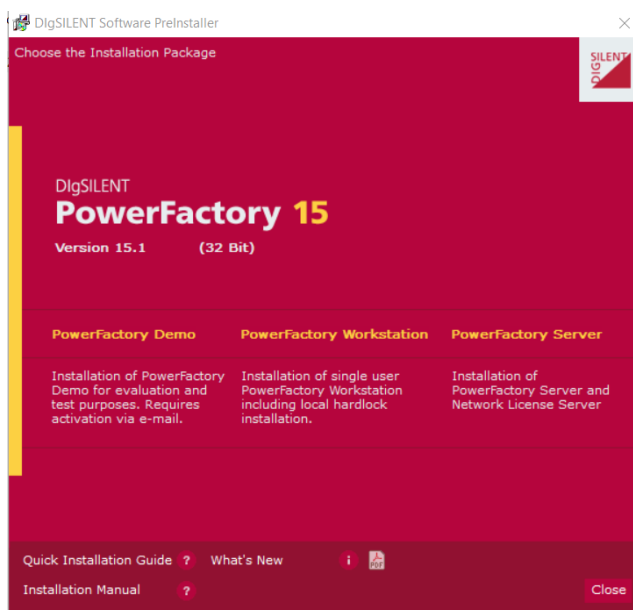 DIgSILENT Software PreInstaller
Choose the Installation Package
SILENT
DIG
DIgSILENT
PowerFactory 15
Version 15.1 (32 Bit)
PowerFactory Demo PowerFactory Workstation PowerFactory Server
Installation of PowerFactory
Demo for evaluation and
test purposes. Requires
activation via e-mail.
Installation of single user
PowerFactory Workstation
including local hardlock
installation.
Installation of
PowerFactory Server and
Network License Server
Quick Installation Guide ? What's New i PDF
Installation Manual ? Close